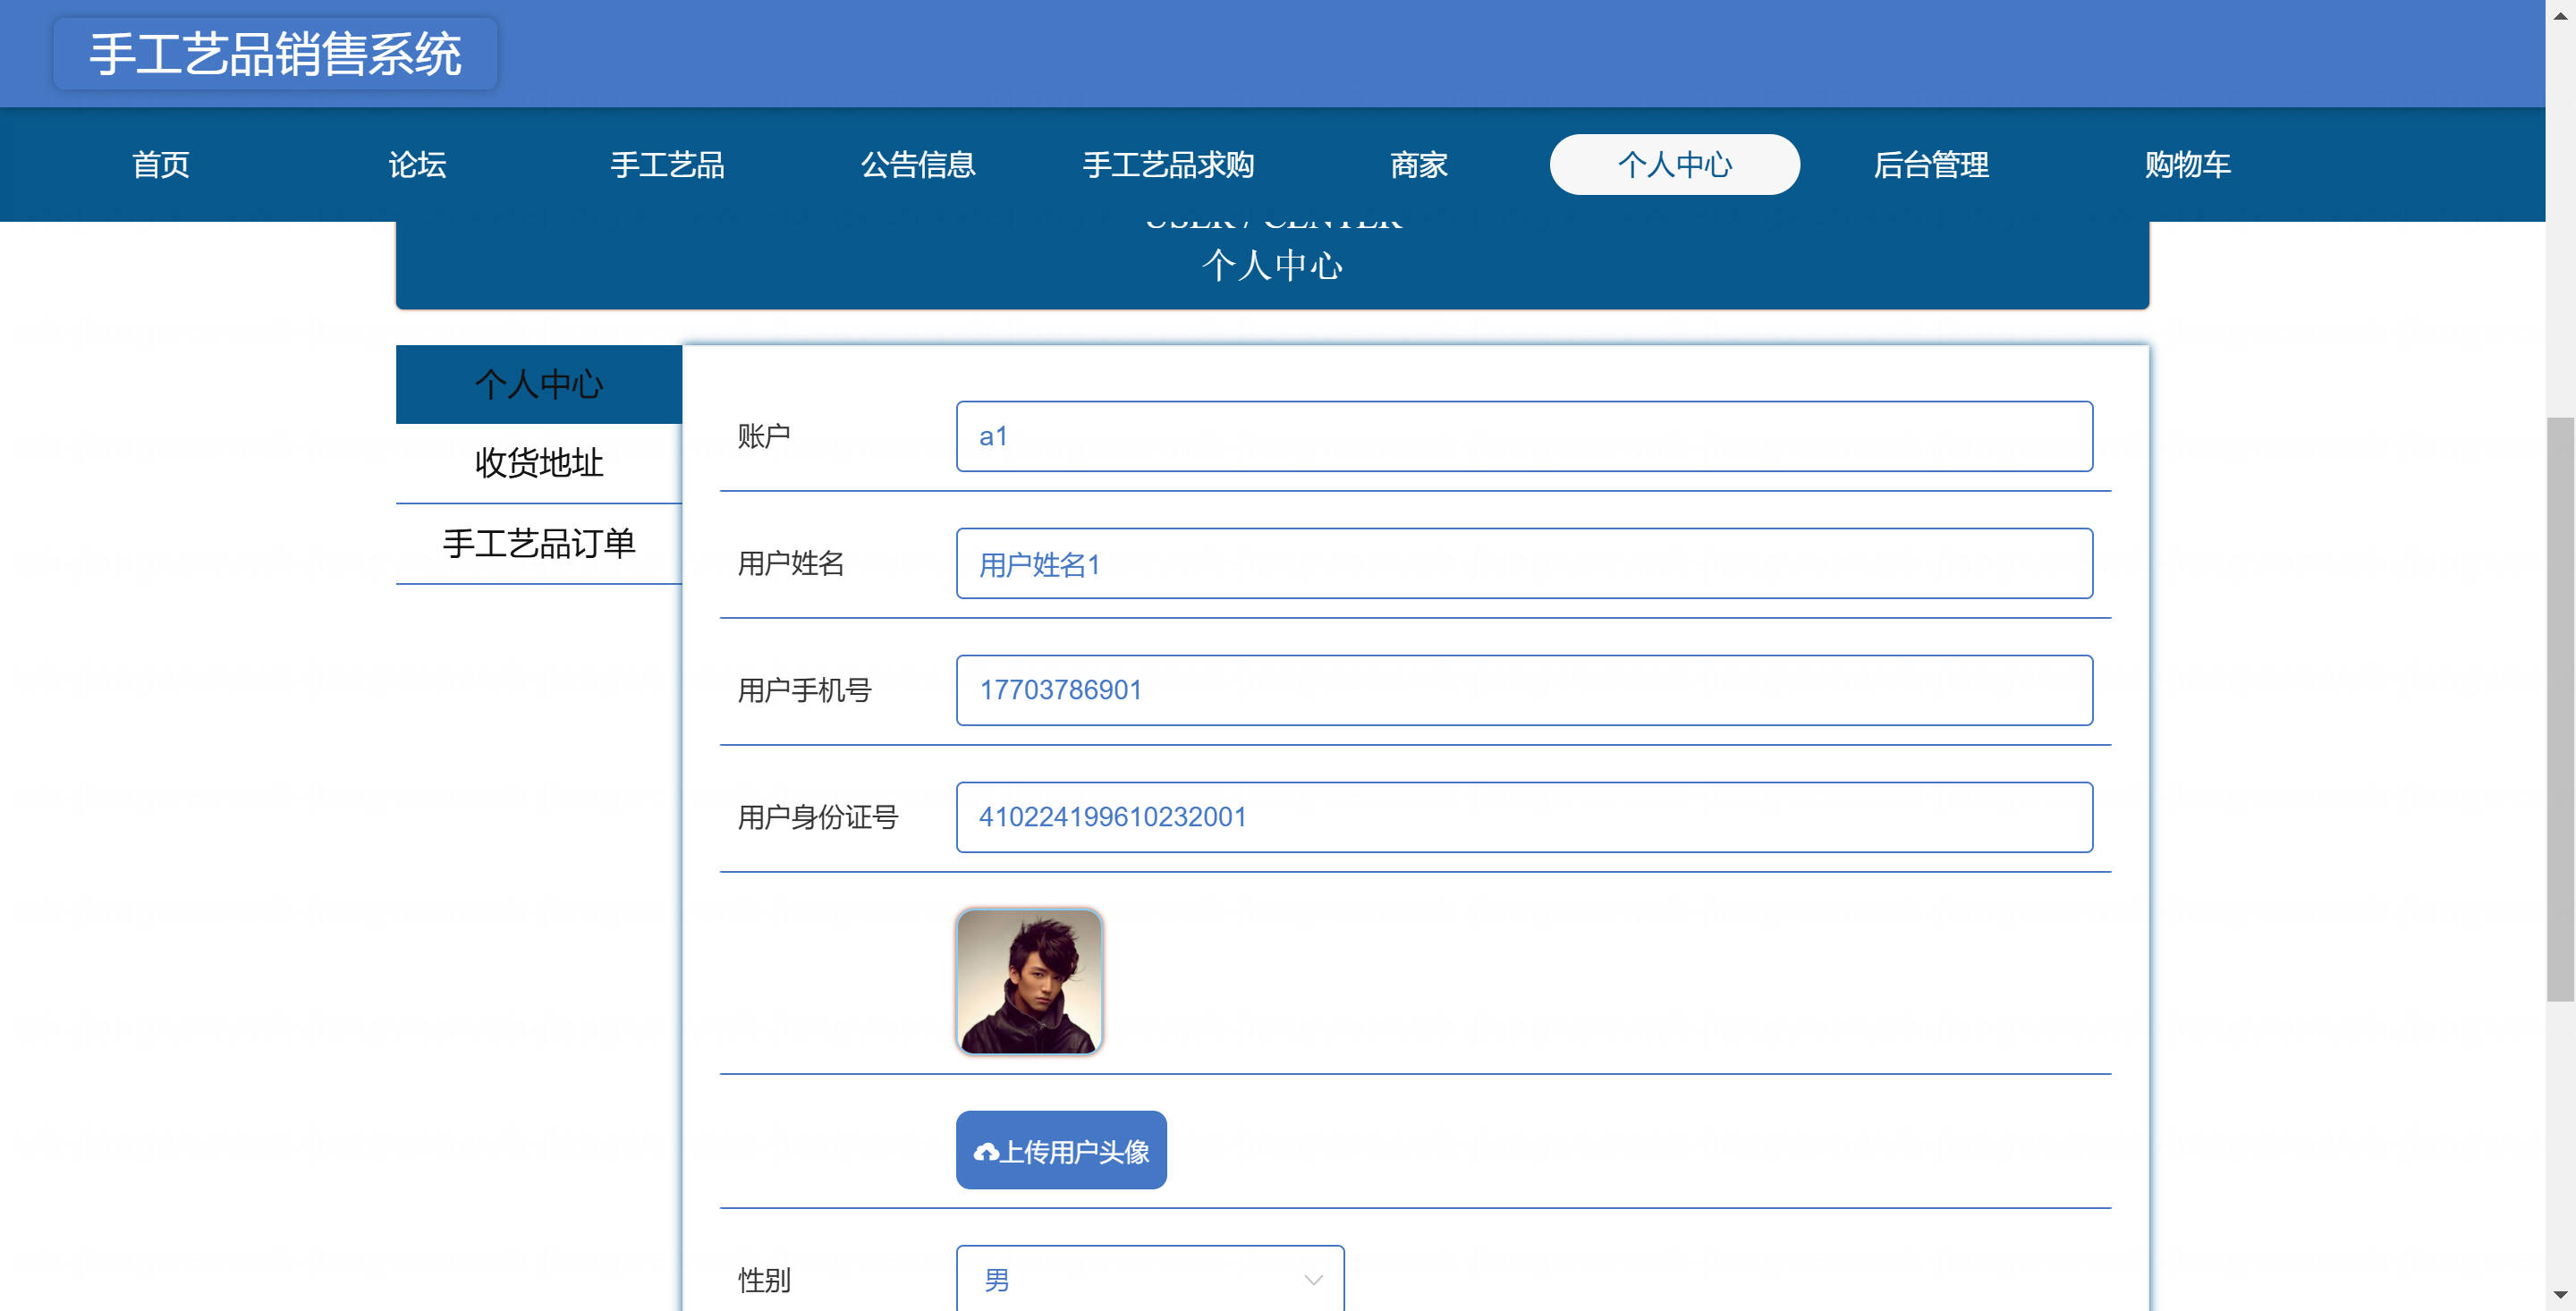 手工艺品销售系统
首页 论坛 手工艺品 公告信息 手工艺品求购 商家 个人中心 后台管理 购物车
USER / CENTER
个人中心
个人中心
收货地址
手工艺品订单
账户 a1
用户姓名 用户姓名1
用户手机号 17703786901
用户身份证号 410224199610232001
上传用户头像
性别 男